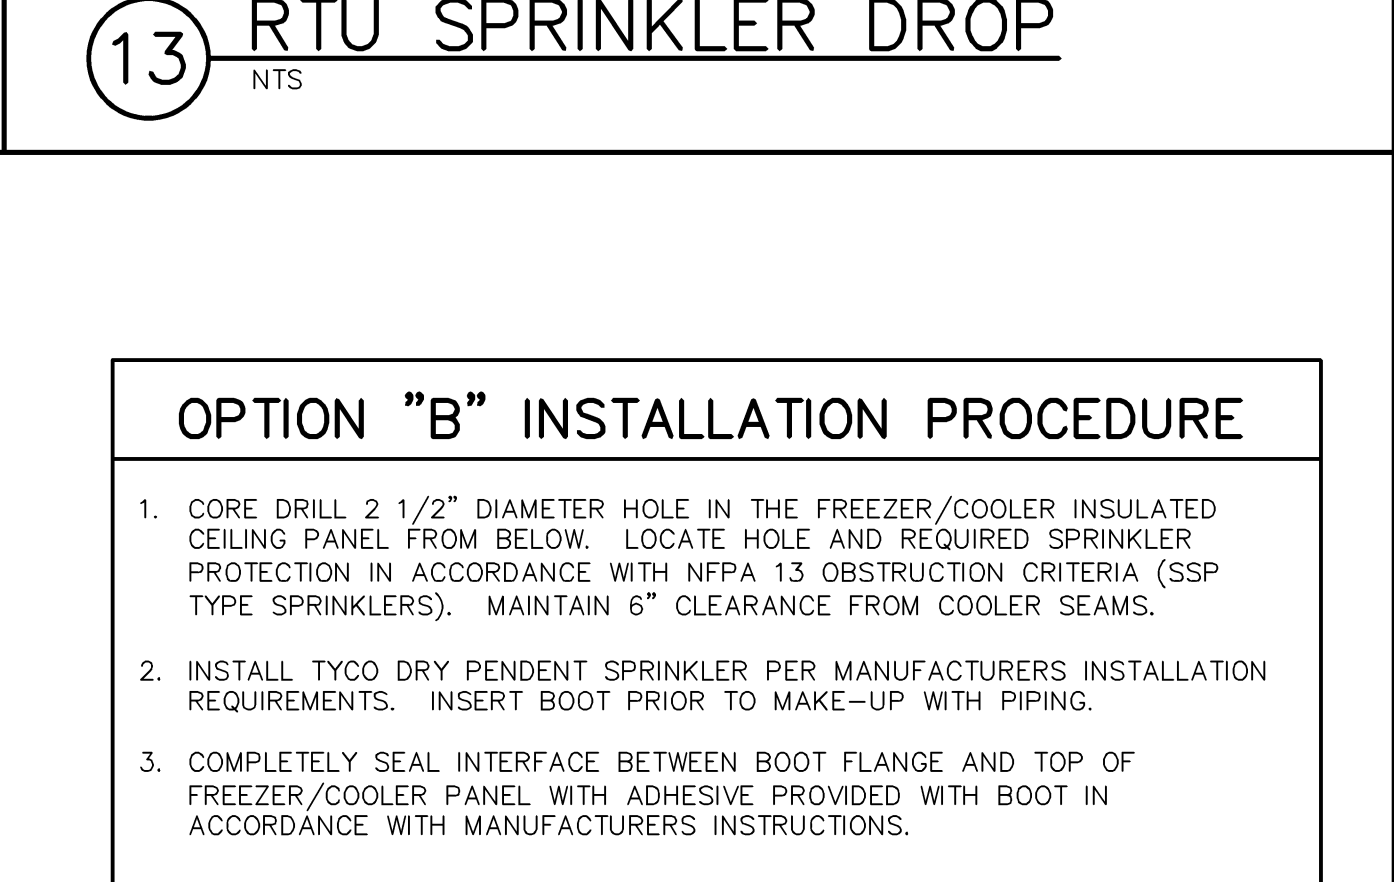 13 RTU SPRINKLER DROP
NTS
OPTION "B" INSTALLATION PROCEDURE
1. CORE DRILL 2 1/2" DIAMETER HOLE IN THE FREEZER/COOLER INSULATED
CEILING PANEL FROM BELOW. LOCATE HOLE AND REQUIRED SPRINKLER
PROTECTION IN ACCORDANCE WITH NFPA 13 OBSTRUCTION CRITERIA (SSP
TYPE SPRINKLERS). MAINTAIN 6" CLEARANCE FROM COOLER SEAMS.
2. INSTALL TYCO DRY PENDENT SPRINKLER PER MANUFACTURERS INSTALLATION
REQUIREMENTS. INSERT BOOT PRIOR TO MAKE-UP WITH PIPING.
3. COMPLETELY SEAL INTERFACE BETWEEN BOOT FLANGE AND TOP OF
FREEZER/COOLER PANEL WITH ADHESIVE PROVIDED WITH BOOT IN
ACCORDANCE WITH MANUFACTURERS INSTRUCTIONS.